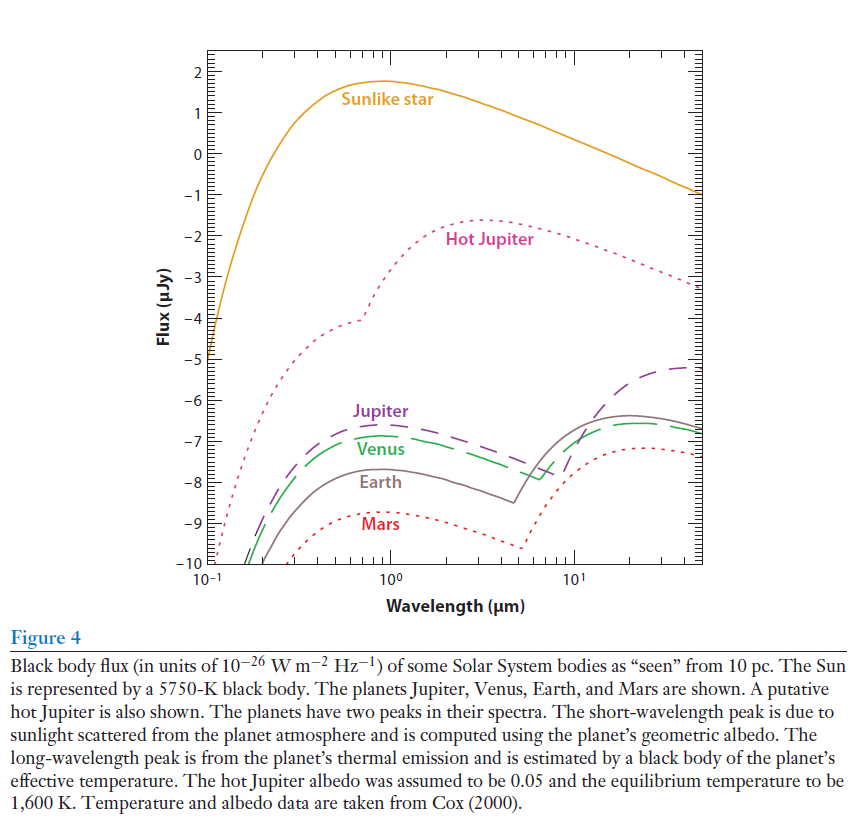 2
1
0
−1
−2
−3
−4
−5
−6
−7
−8
−9
−10
Flux (μJy)
Sunlike star
Hot Jupiter
Jupiter
Venus
Earth
Mars
10⁻¹ 10⁰ 10¹
Wavelength (μm)
Figure 4
Black body flux (in units of 10⁻²⁶ W m⁻² Hz⁻¹) of some Solar System bodies as “seen” from 10 pc. The Sun
is represented by a 5750-K black body. The planets Jupiter, Venus, Earth, and Mars are shown. A putative
hot Jupiter is also shown. The planets have two peaks in their spectra. The short-wavelength peak is due to
sunlight scattered from the planet atmosphere and is computed using the planet’s geometric albedo. The
long-wavelength peak is from the planet’s thermal emission and is estimated by a black body of the planet’s
effective temperature. The hot Jupiter albedo was assumed to be 0.05 and the equilibrium temperature to be
1,600 K. Temperature and albedo data are taken from Cox (2000).